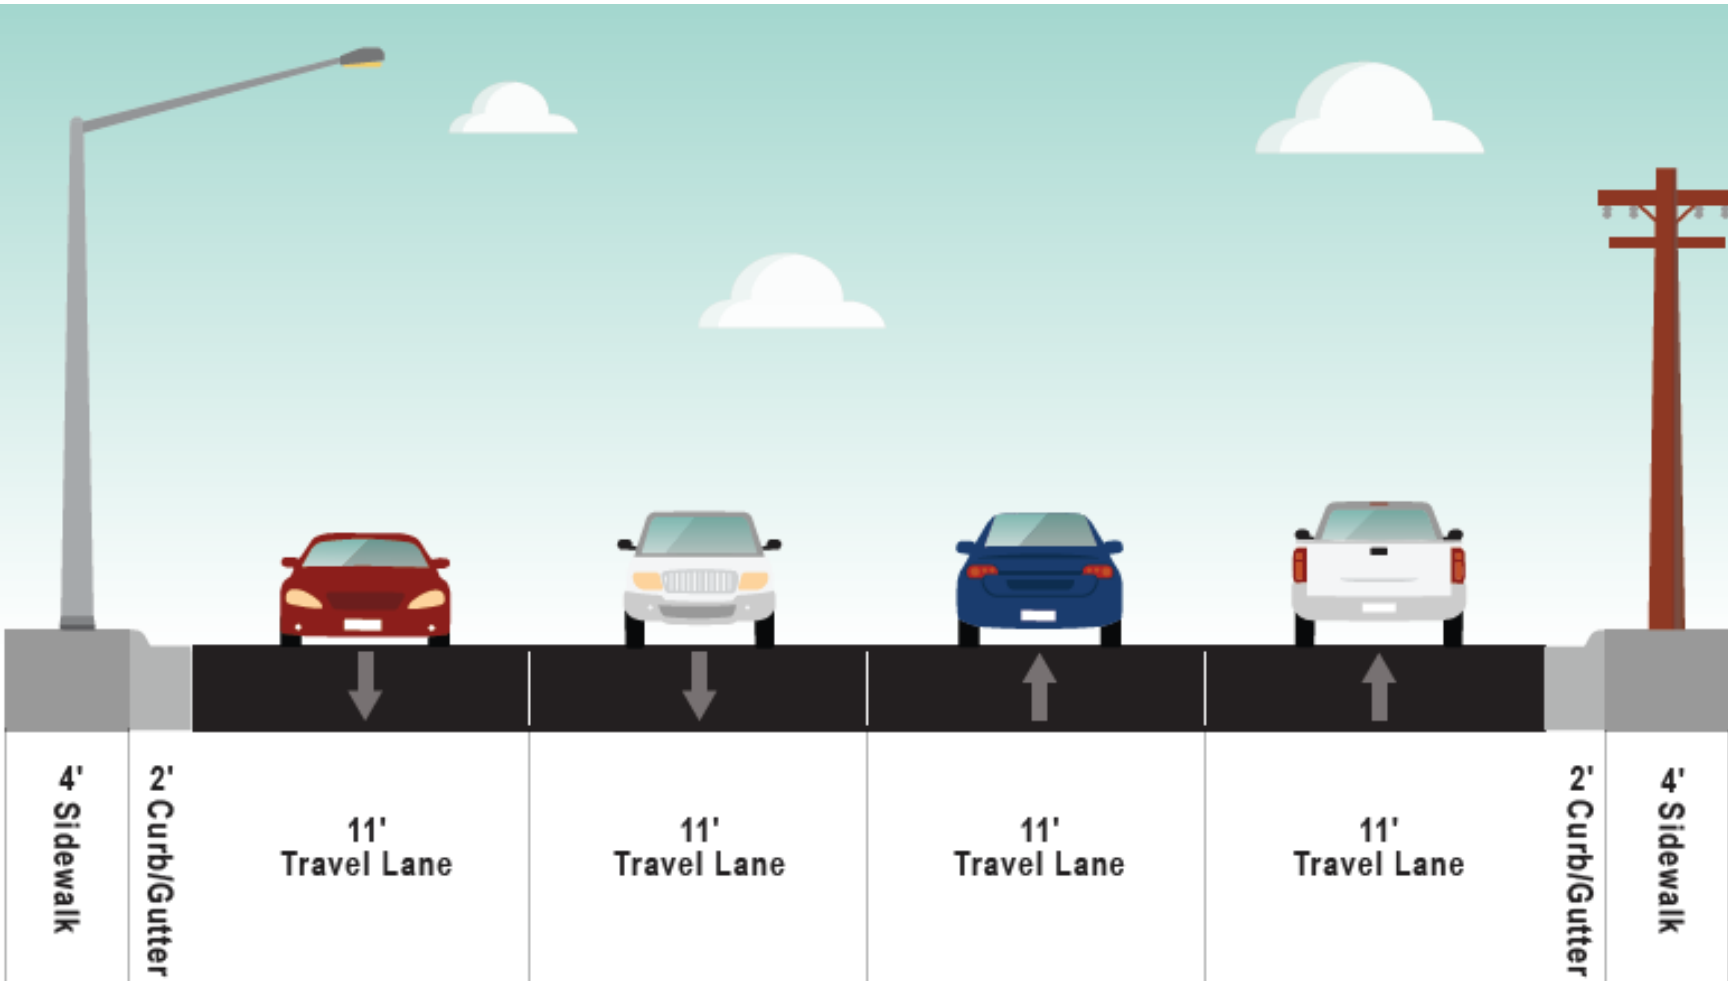 4' Sidewalk
2' Curb/Gutter
11'
Travel Lane
11'
Travel Lane
11'
Travel Lane
11'
Travel Lane
2' Curb/Gutter
4' Sidewalk